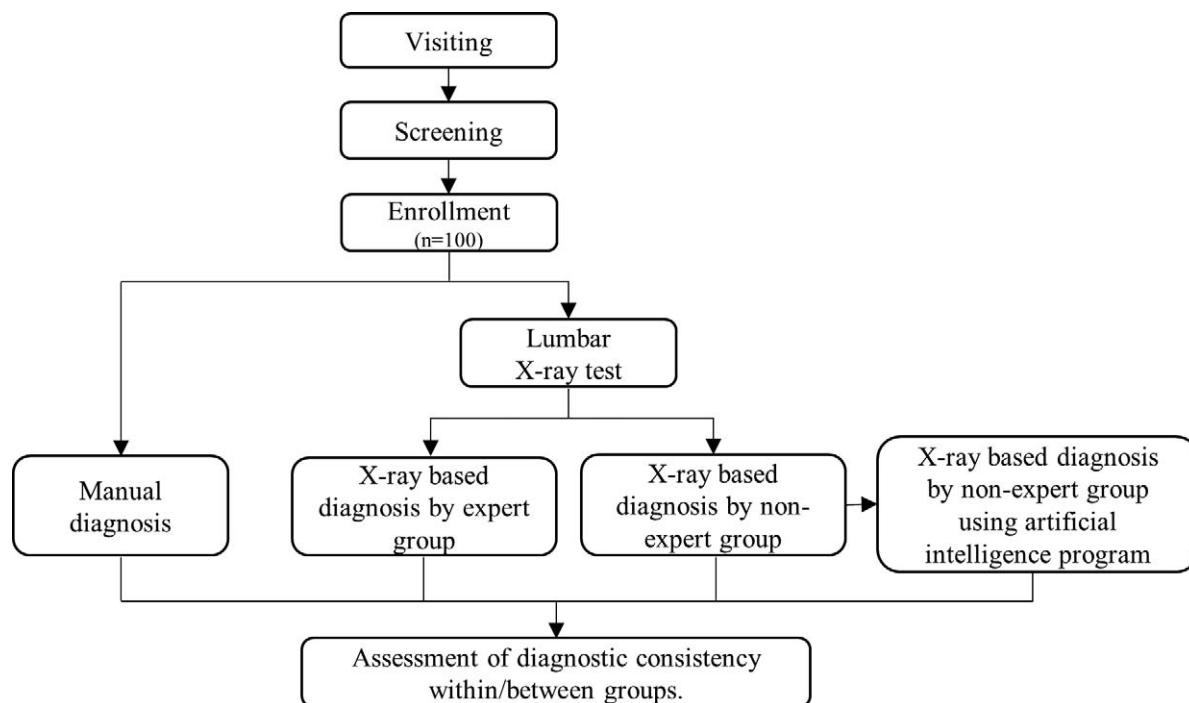 Visiting
Screening
Enrollment
(n=100)
Lumbar
X-ray test
Manual
diagnosis
X-ray based
diagnosis by expert
group
X-ray based
diagnosis by non-
expert group
X-ray based diagnosis
by non-expert group
using artificial
intelligence program
Assessment of diagnostic consistency
within/between groups.